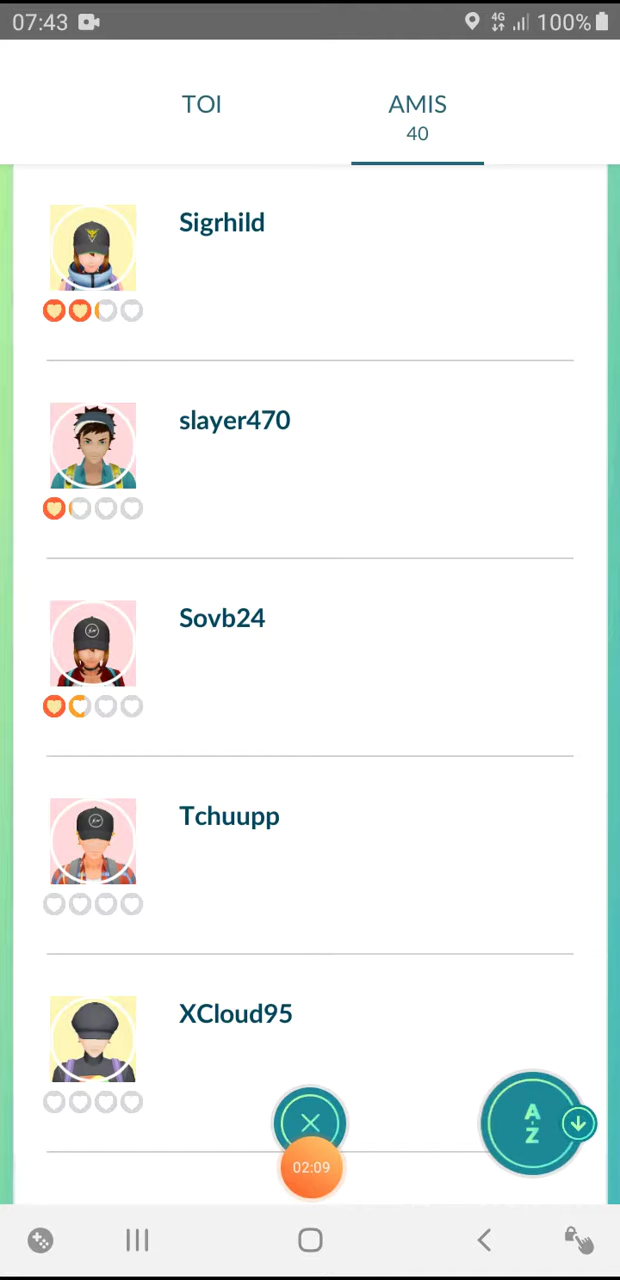 07:43 4G 100%
TOI
AMIS
40
Sigrhild
slayer470
Sovb24
Tchuupp
XCloud95
A
Z
02:09